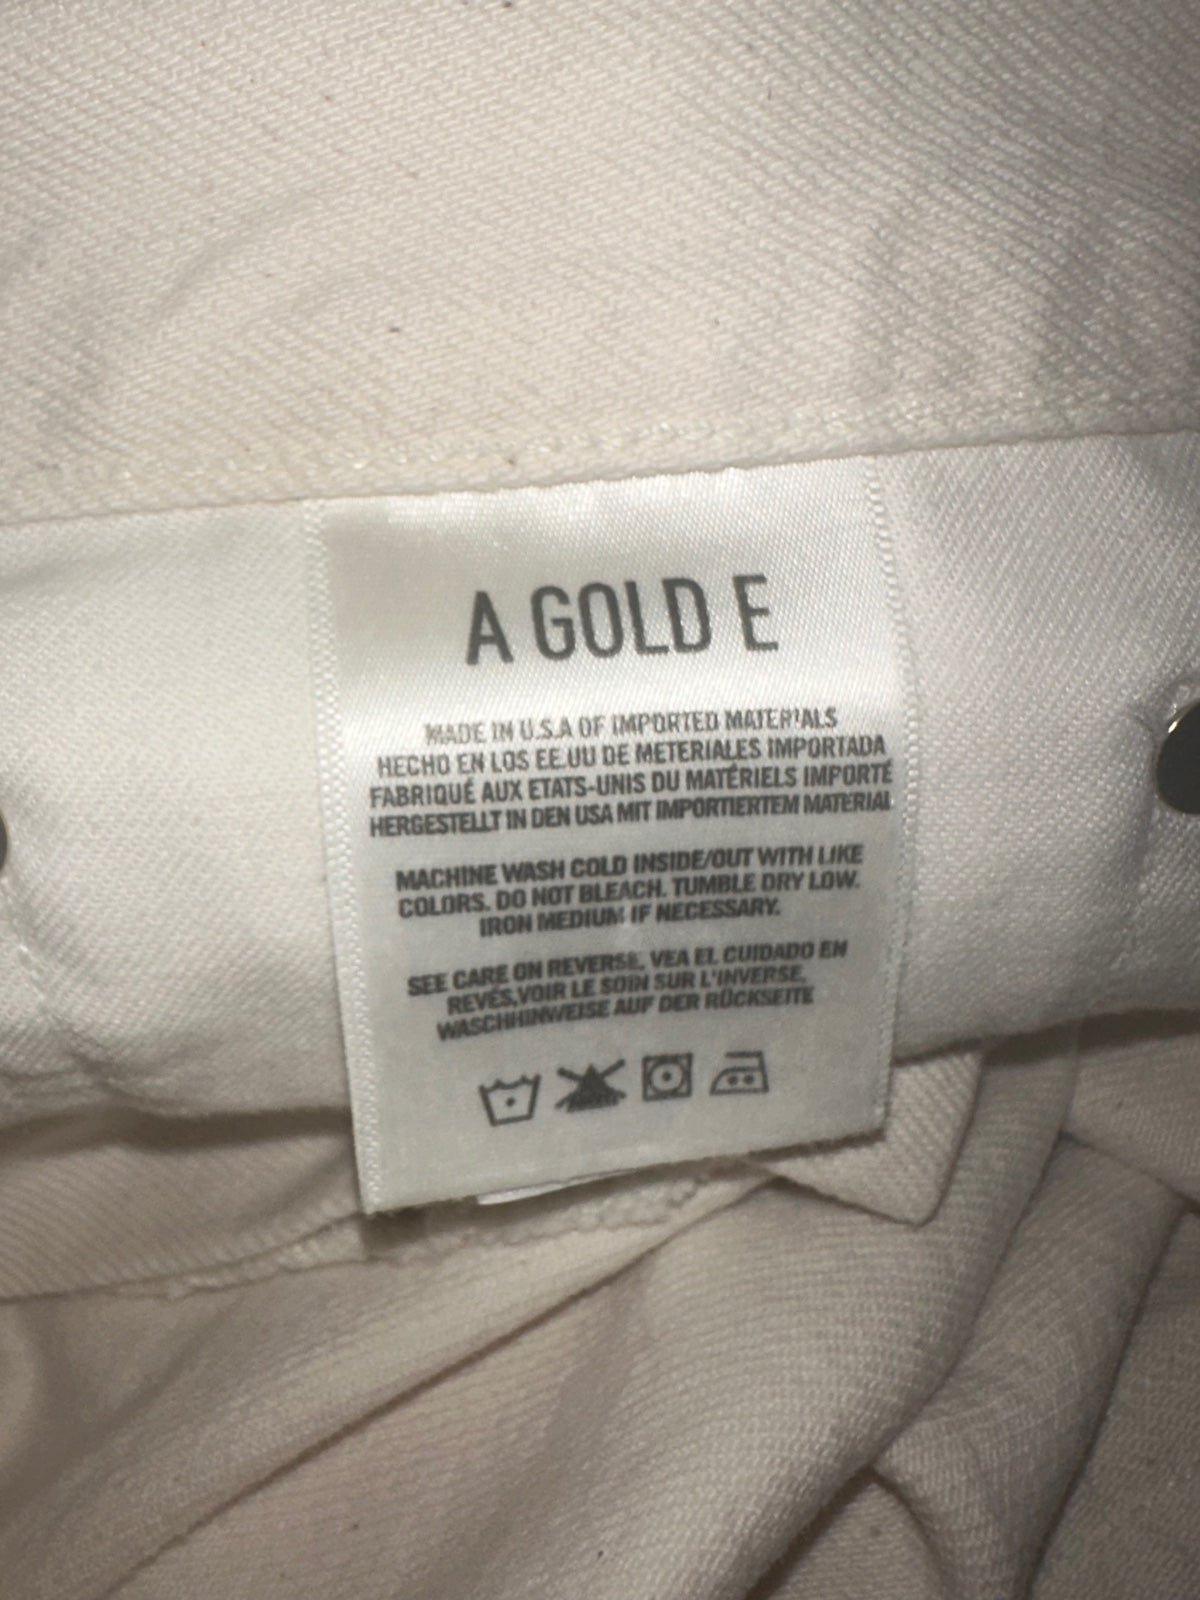 A GOLD E
MADE IN U.S.A OF IMPORTED MATERIALS
HECHO EN LOS EE.UU DE METERIALES IMPORTADA
FABRIQUÉ AUX ETATS-UNIS DU MATÉRIELS IMPORTÉ
HERGESTELLT IN DEN USA MIT IMPORTIERTEM MATERIAL
MACHINE WASH COLD INSIDE/OUT WITH LIKE
COLORS. DO NOT BLEACH. TUMBLE DRY LOW.
IRON MEDIUM IF NECESSARY.
SEE CARE ON REVERSE, VEA EL CUIDADO EN
REVÉS,VOIR LE SOIN SUR L'INVERSE,
WASCHHINWEISE AUF DER RÜCKSEITE